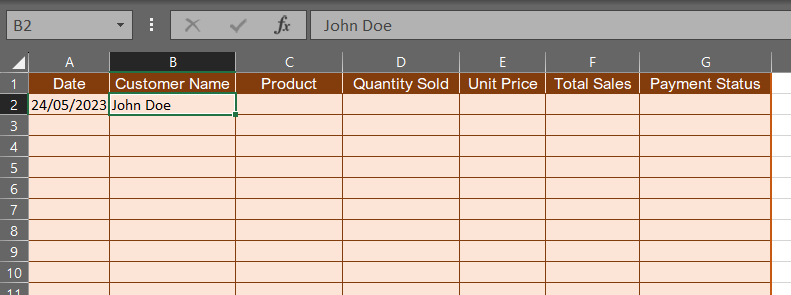 B2 fx John Doe
A B C D E F G
1 Date Customer Name Product Quantity Sold Unit Price Total Sales Payment Status
2 24/05/2023 John Doe
3
4
5
6
7
8
9
10
11